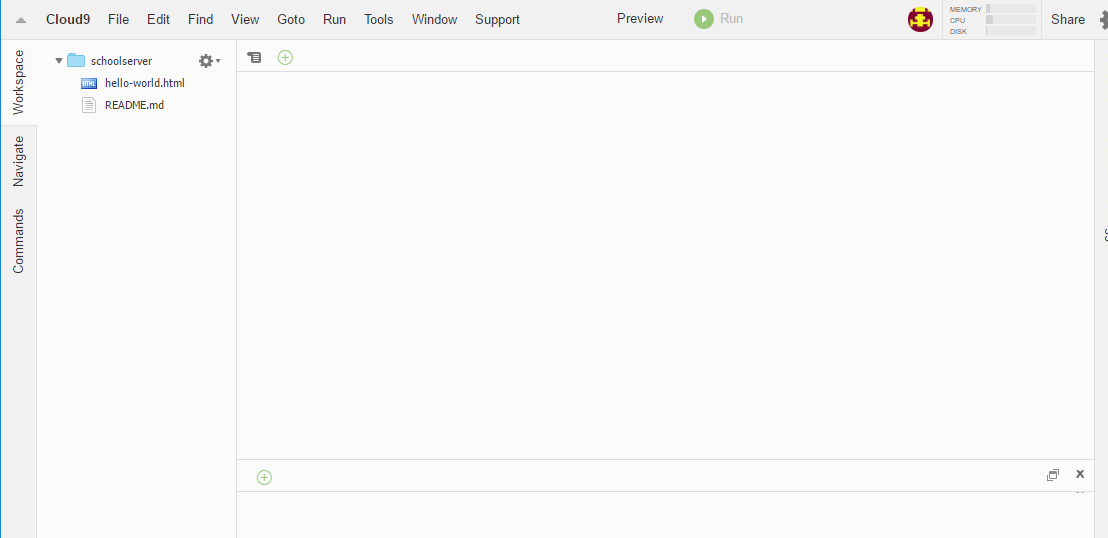 Cloud9 File Edit Find View Goto Run Tools Window Support Preview Run MEMORY CPU DISK Share
Workspace
Navigate
Commands
schoolserver
hello-world.html
README.md